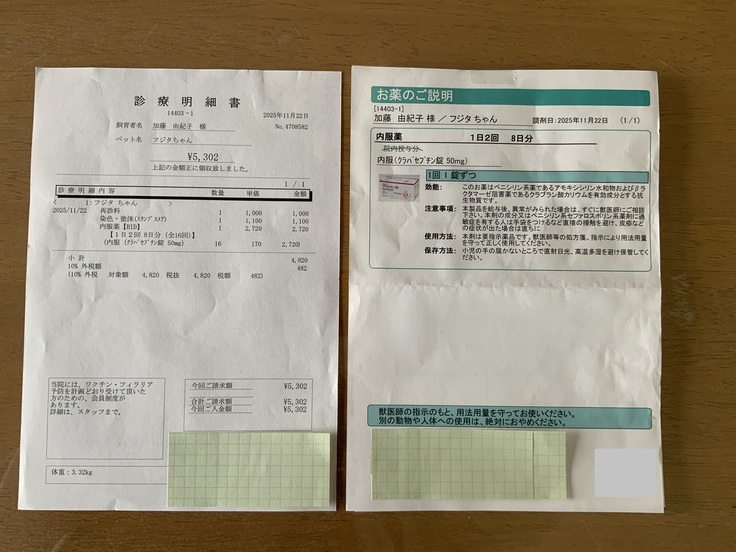 診療明細書
14403-1
2025年11月22日
飼育者名 加藤 由紀子 様
No.4708582
ペット名 フジタちゃん
¥5,302
上記の金額正に領収致しました。
1 / 1
診療明細内容 数量 単価 金額
< 1:フジタ ちゃん >
2025/11/22 再診料 1 1,000 1,000
染色・塗抹(スタンプスメア) 1 1,100 1,100
内服薬【BID】 1 2,720 2,720
【1日2回 8日分(全16回)】
(内服 (クラバセプチン錠 50mg) 16 170 2,720)
小 計 4,820
10% 外税額 482
(10% 外税 対象額 4,820 税抜 4,820 税額 482)
当院には、ワクチン・フィラリア
予防を計画どおり受けて頂いた
方のための、会員制度が
あります。
詳細は、スタッフまで。
今回ご請求額 ¥5,302
合計ご請求額 ¥5,302
今回ご入金額 ¥5,302
体重:3.32kg
お薬のご説明
[14403-1]
加藤 由紀子 様 / フジタ ちゃん 調剤日:2025年11月22日 (1/1)
内服薬 1日2回 8日分
院内投与分
内服(クラバセプチン錠 50mg)
1回 1 錠ずつ
効能: このお薬はペニシリン系薬であるアモキシシリン水和物およびβラ
クタマーゼ阻害薬であるクラブラン酸カリウムを有効成分とする抗
生物質です。
注意事項: 本製品を給与後、異常がみられた場合は、すぐに獣医師にご相談
下さい。本剤の成分又はペニシリン系セファロスポリン系薬剤に過
敏症を有する人は手袋をつけるなど直接の接触を避け、皮疹など
の症状が出た場合は直ちに
使用方法: 本剤は要指示薬品です。獣医師等の処方箋、指示により用法用量
を守って正しく使用してください。
保存方法: 小児の手の届かないところで直射日光、高温多湿を避け保管してく
ださい。
獣医師の指示のもと、用法用量を守ってお使いください。
別の動物や人体への使用は、絶対におやめください。